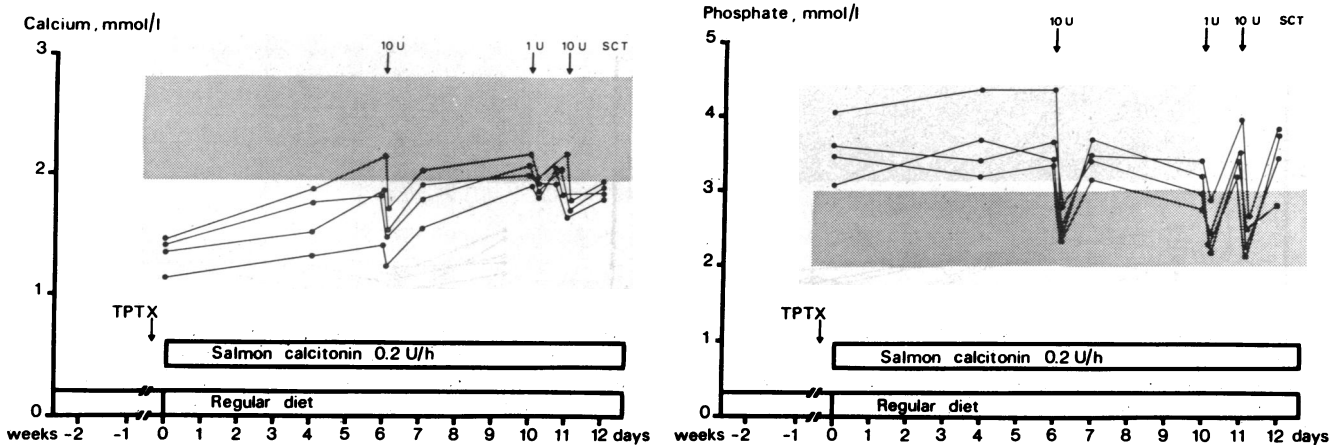 Calcium, mmol/l
3
2
1
0
10 U
1 U
10 U
SCT
TPTX
Salmon calcitonin 0.2 U/h
Regular diet
weeks -2 -1 0 1 2 3 4 5 6 7 8 9 10 11 12 days
Phosphate, mmol/l
5
4
3
2
1
0
10 U
1 U
10 U
SCT
TPTX
Salmon calcitonin 0.2 U/h
Regular diet
weeks -2 -1 0 1 2 3 4 5 6 7 8 9 10 11 12 days